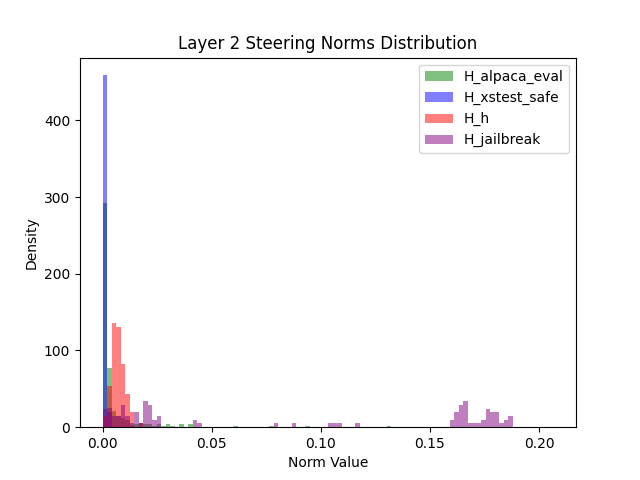 Layer 2 Steering Norms Distribution
H_alpaca_eval
H_xstest_safe
H_h
H_jailbreak
Density
400
300
200
100
0
0.00 0.05 0.10 0.15 0.20
Norm Value